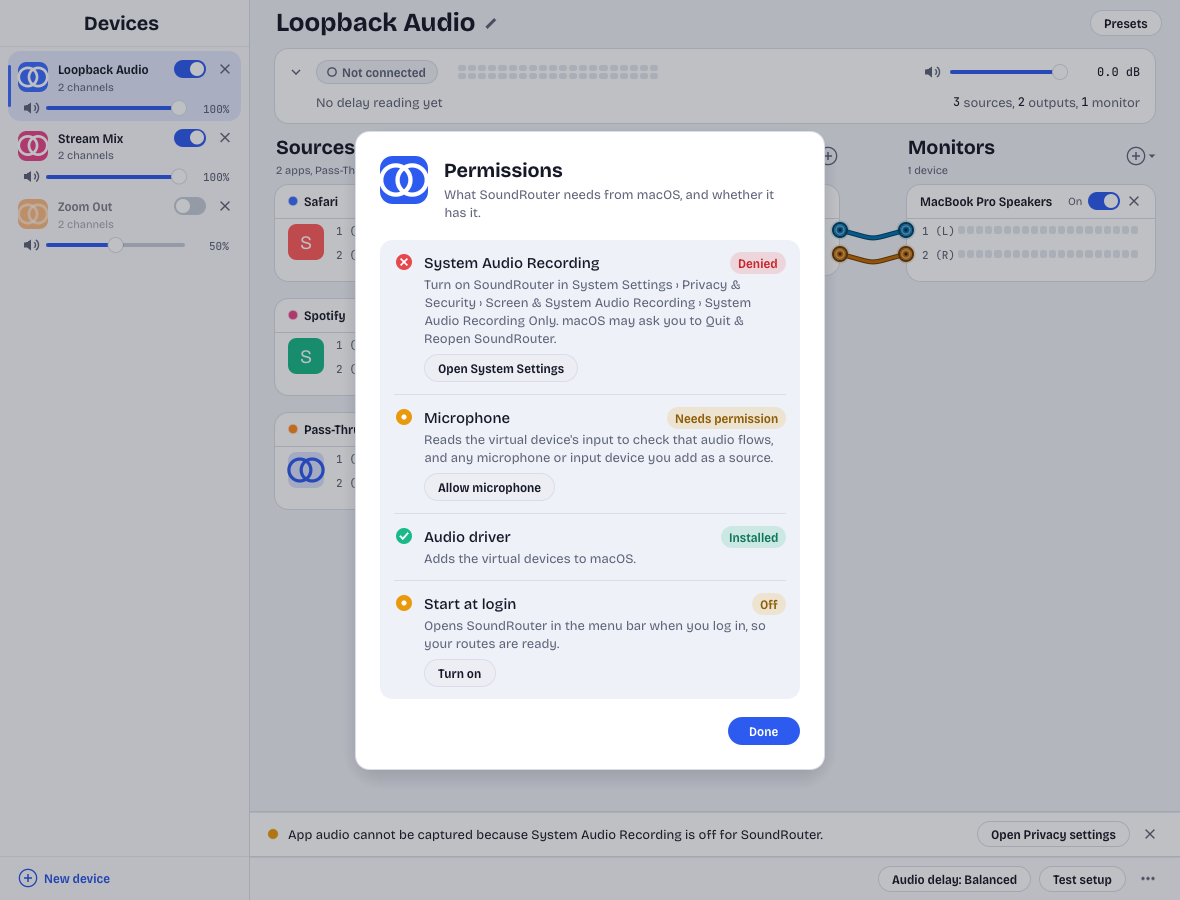 Devices
Loopback Audio
2 channels
100%
Stream Mix
2 channels
100%
Zoom Out
2 channels
50%
New device
Loopback Audio
Presets
Not connected
0.0 dB
No delay reading yet
3 sources, 2 outputs, 1 monitor
Sources
2 apps, Pass-Th
Safari
S
1 (
2 (
Spotify
S
1 (
2 (
Pass-Thr
1 (
2 (
Monitors
1 device
MacBook Pro Speakers
On
1 (L)
2 (R)
Permissions
What SoundRouter needs from macOS, and whether it
has it.
System Audio Recording
Denied
Turn on SoundRouter in System Settings › Privacy &
Security › Screen & System Audio Recording › System
Audio Recording Only. macOS may ask you to Quit &
Reopen SoundRouter.
Open System Settings
Microphone
Needs permission
Reads the virtual device's input to check that audio flows,
and any microphone or input device you add as a source.
Allow microphone
Audio driver
Installed
Adds the virtual devices to macOS.
Start at login
Off
Opens SoundRouter in the menu bar when you log in, so
your routes are ready.
Turn on
Done
App audio cannot be captured because System Audio Recording is off for SoundRouter.
Open Privacy settings
Audio delay: Balanced
Test setup